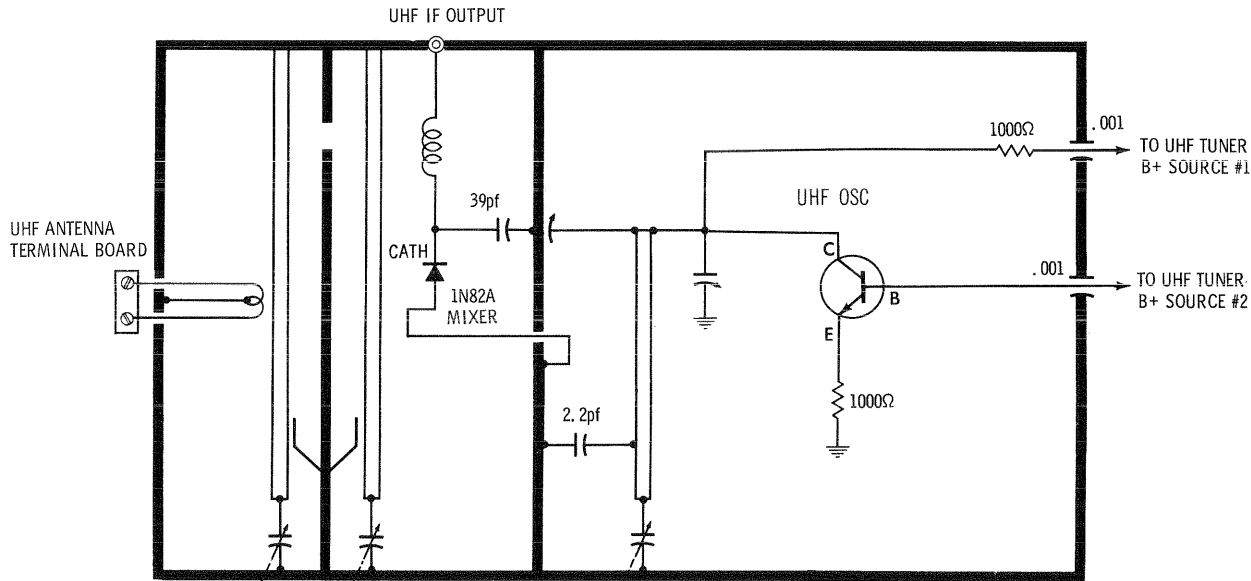 UHF IF OUTPUT
1000Ω
.001
TO UHF TUNER
B+ SOURCE #1
39pf
UHF OSC
UHF ANTENNA
TERMINAL BOARD
CATH
C
.001
1N82A
MIXER
B
TO UHF TUNER
B+ SOURCE #2
E
1000Ω
2.2pf